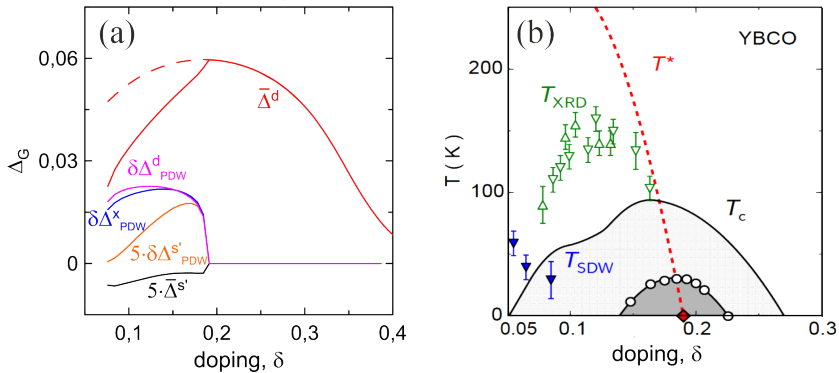 (a)
0,06
0,03
0
Δ_G
Δ̄^d
δΔ^d_PDW
δΔ^x_PDW
5·δΔ^s'_PDW
5·Δ̄^s'
0,1
0,2
0,3
0,4
doping, δ
(b)
YBCO
200
100
0
T ( K )
T*
T_XRD
T_c
T_SDW
0.05
0.1
0.2
0.3
doping, δ